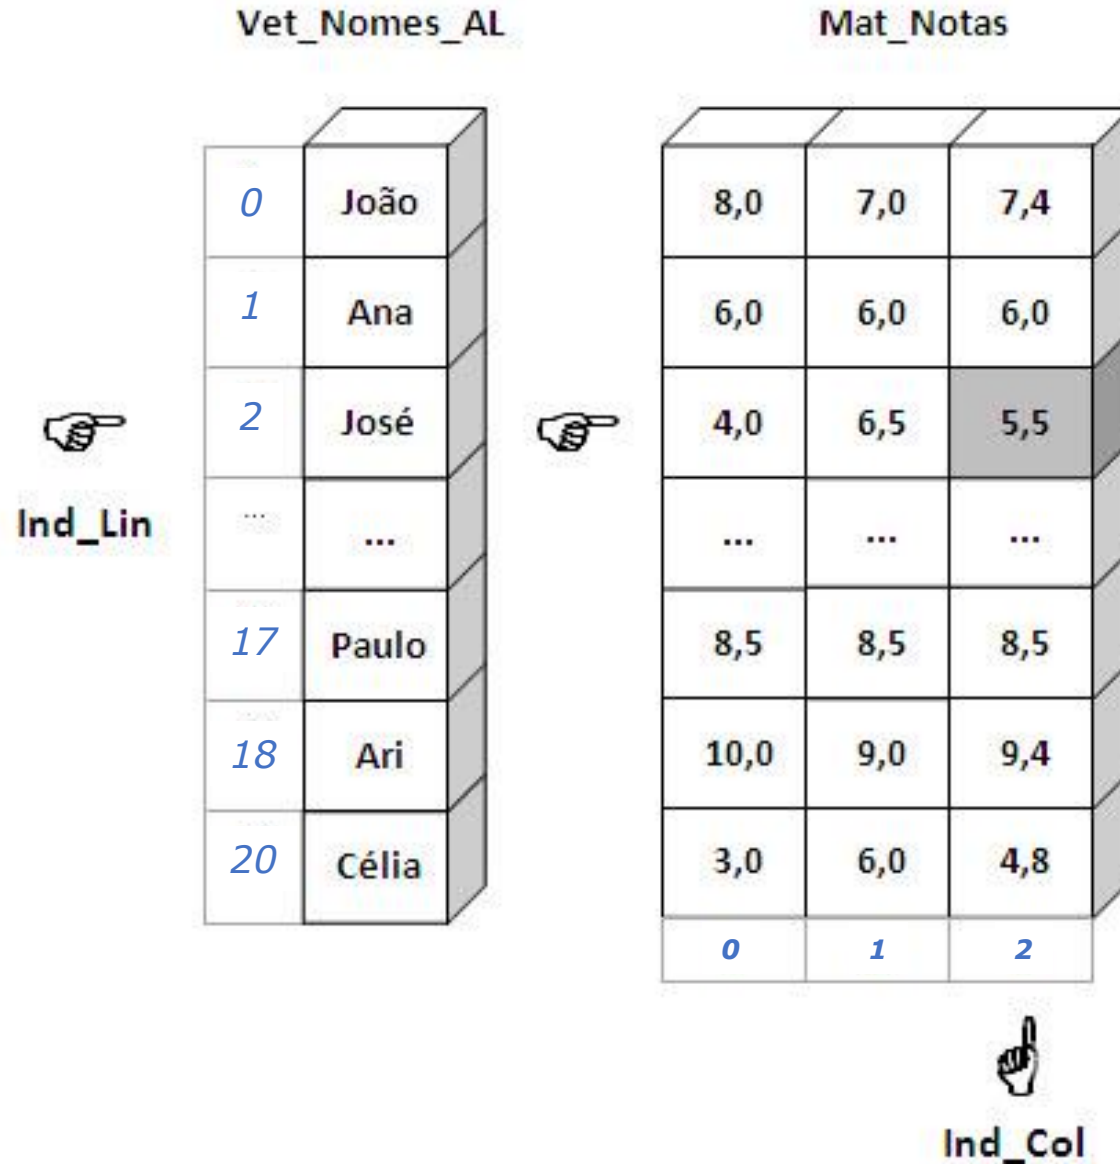 Vet_Nomes_AL Mat_Notas
0 João 8,0 7,0 7,4
1 Ana 6,0 6,0 6,0
2 José 4,0 6,5 5,5
Ind_Lin ... ... ... ... ...
17 Paulo 8,5 8,5 8,5
18 Ari 10,0 9,0 9,4
20 Célia 3,0 6,0 4,8
0 1 2
Ind_Col